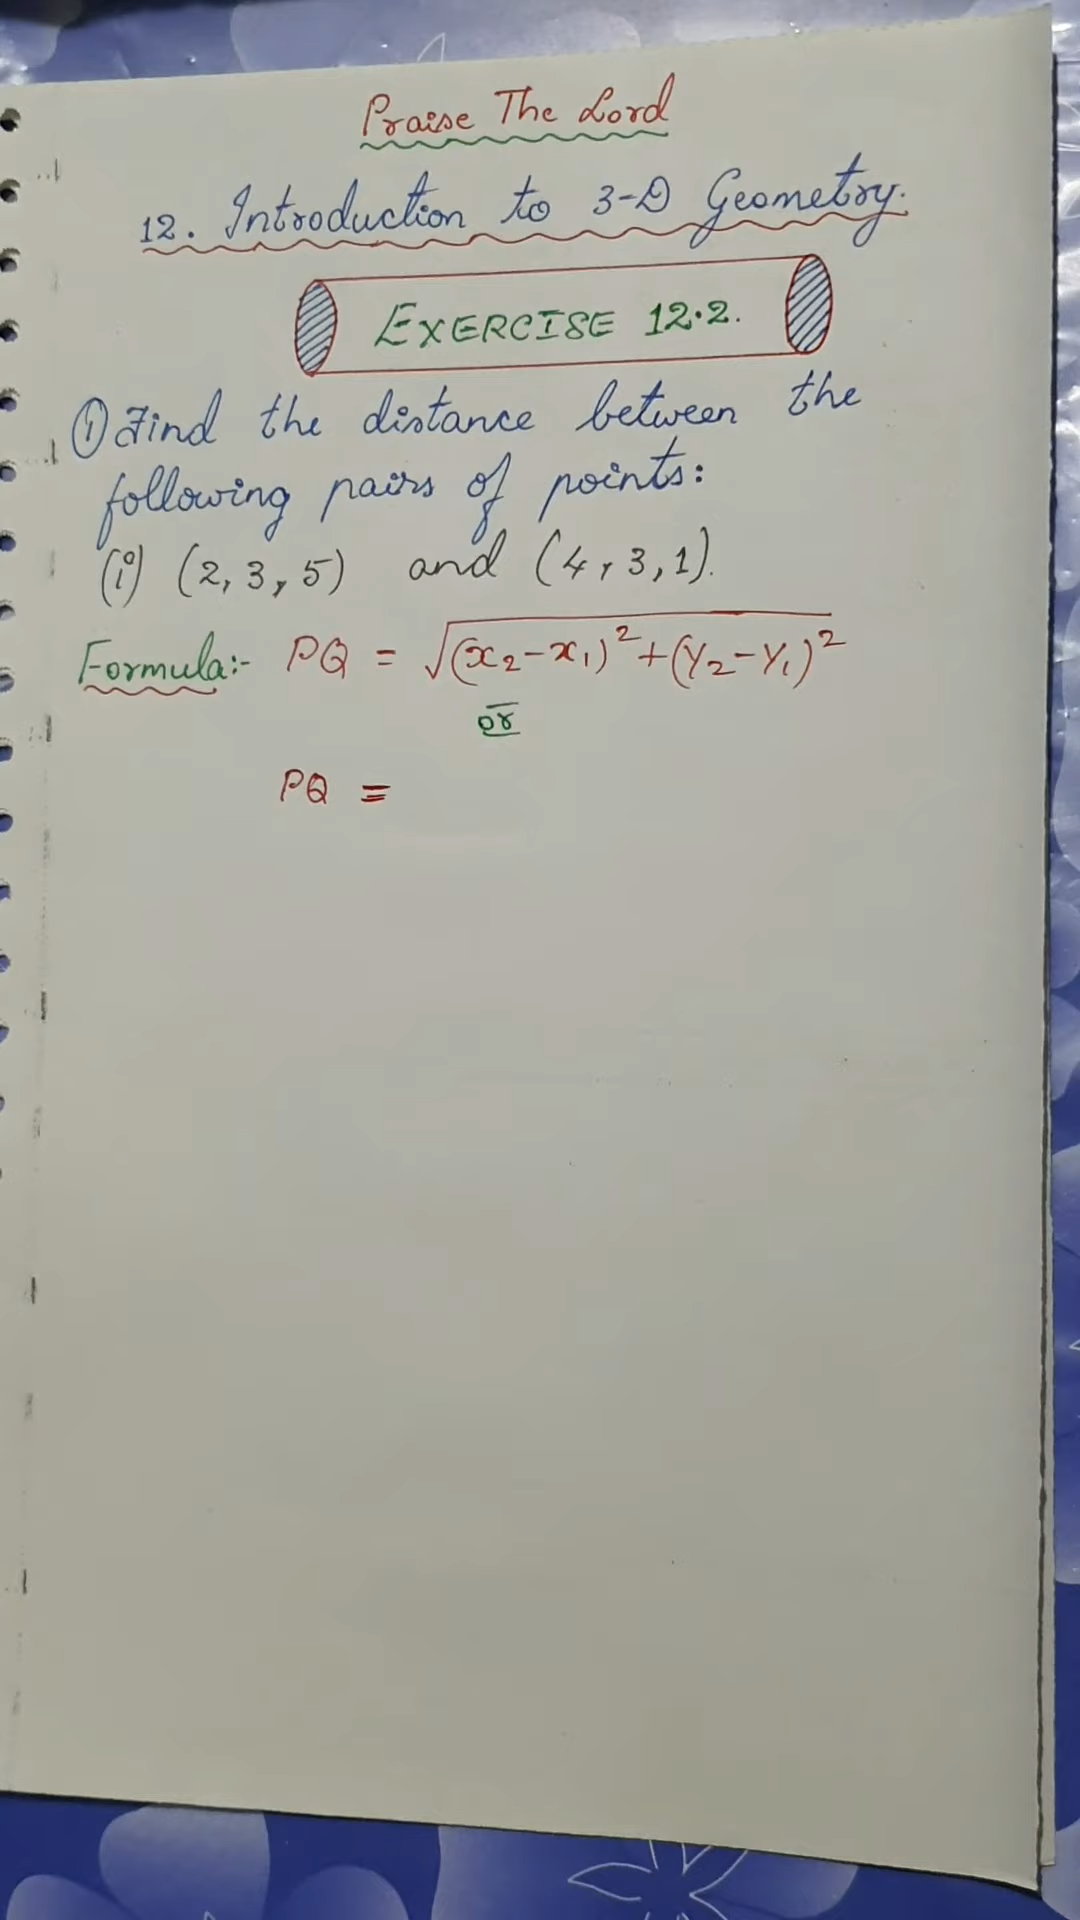 Praise The Lord
12. Introduction to 3-D Geometry.
EXERCISE 12.2.
① Find the distance between the
following pairs of points:
(i) (2, 3, 5) and (4, 3, 1).
Formula:- PQ = √(x₂-x₁)²+(y₂-y₁)²
or
PQ =